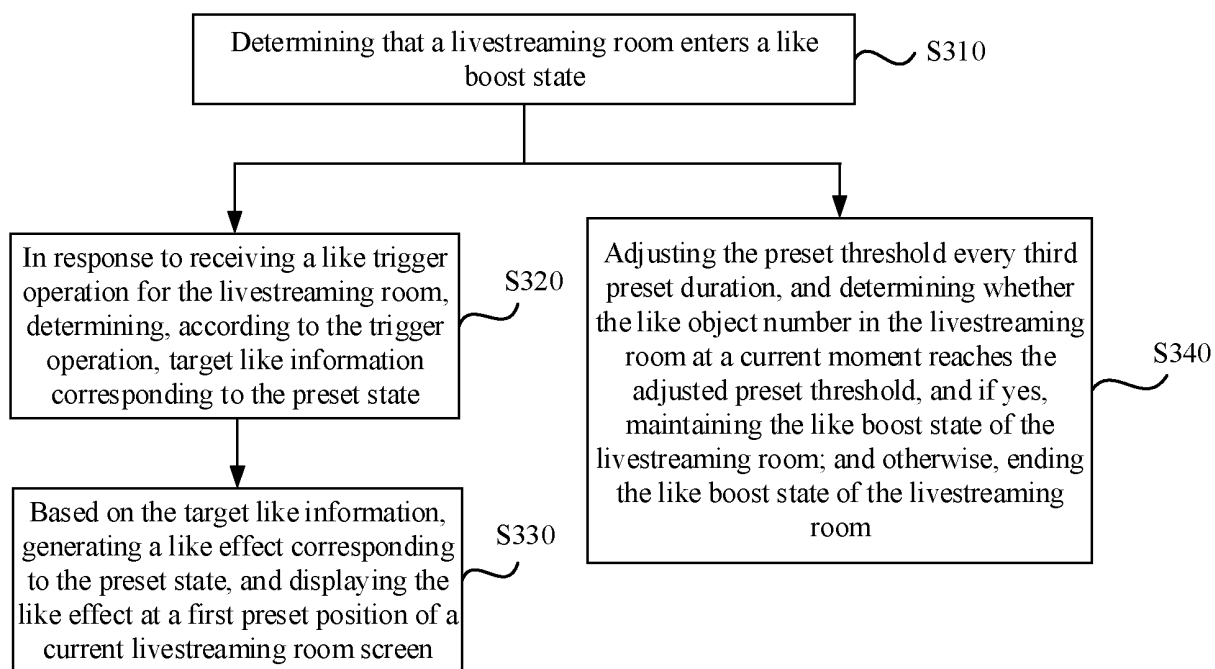 Determining that a livestreaming room enters a like
boost state
S310
In response to receiving a like trigger
operation for the livestreaming room,
determining, according to the trigger
operation, target like information
corresponding to the preset state
S320
Based on the target like information,
generating a like effect corresponding
to the preset state, and displaying the
like effect at a first preset position of a
current livestreaming room screen
S330
Adjusting the preset threshold every third
preset duration, and determining whether
the like object number in the livestreaming
room at a current moment reaches the
adjusted preset threshold, and if yes,
maintaining the like boost state of the
livestreaming room; and otherwise, ending
the like boost state of the livestreaming
room
S340